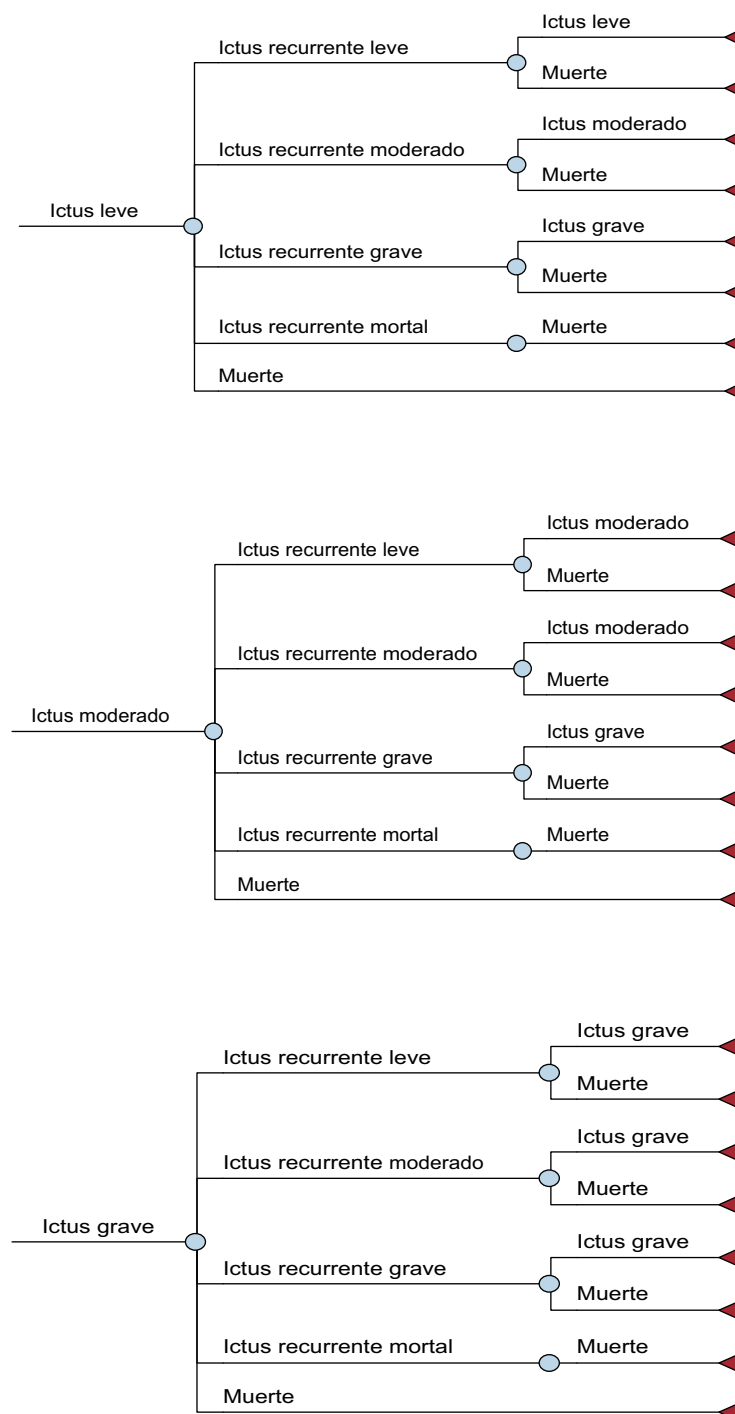 Ictus leve
Ictus recurrente leve
Ictus leve
Muerte
Ictus recurrente moderado
Ictus moderado
Muerte
Ictus recurrente grave
Ictus grave
Muerte
Ictus recurrente mortal
Muerte
Muerte
Ictus moderado
Ictus recurrente leve
Ictus moderado
Muerte
Ictus recurrente moderado
Ictus moderado
Muerte
Ictus recurrente grave
Ictus grave
Muerte
Ictus recurrente mortal
Muerte
Muerte
Ictus grave
Ictus recurrente leve
Ictus grave
Muerte
Ictus recurrente moderado
Ictus grave
Muerte
Ictus recurrente grave
Ictus grave
Muerte
Ictus recurrente mortal
Muerte
Muerte